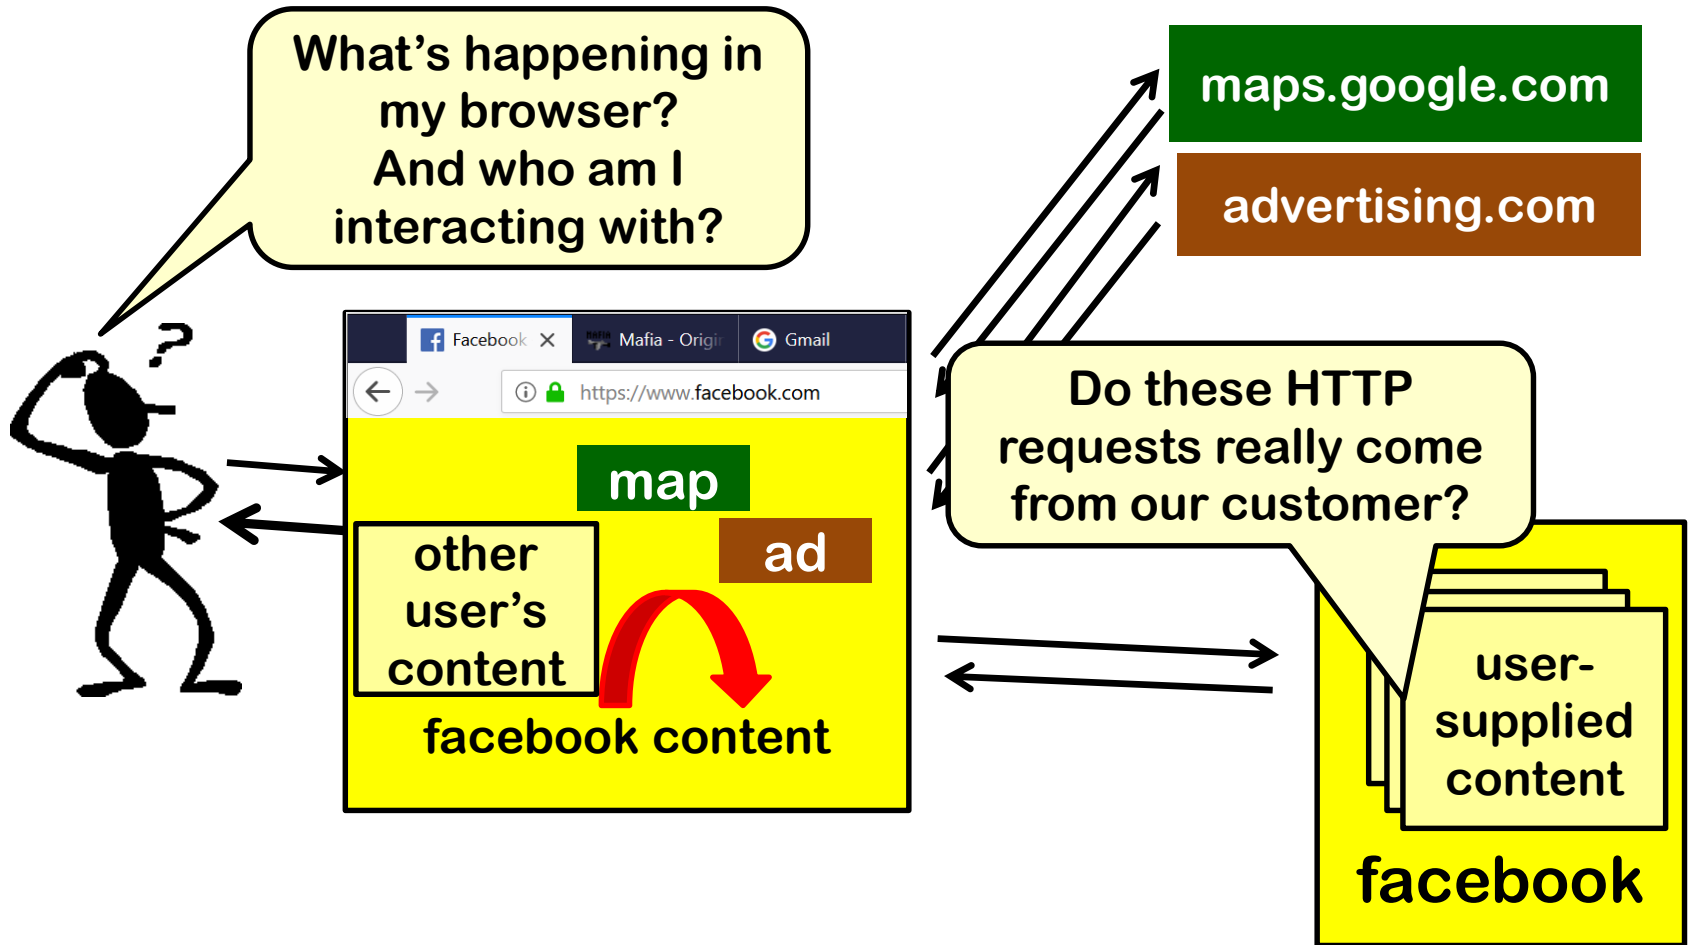 What's happening in
my browser?
And who am I
interacting with?
maps.google.com
advertising.com
?
Facebook
Mafia - Origin
Gmail
https://www.facebook.com
Do these HTTP
requests really come
from our customer?
map
ad
other
user's
content
facebook content
user-
supplied
content
facebook